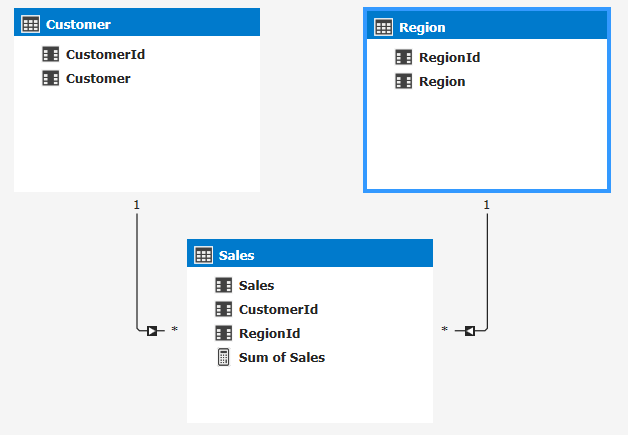 Customer
CustomerId
Customer
Region
RegionId
Region
1
1
Sales
Sales
CustomerId
RegionId
Sum of Sales
*
*